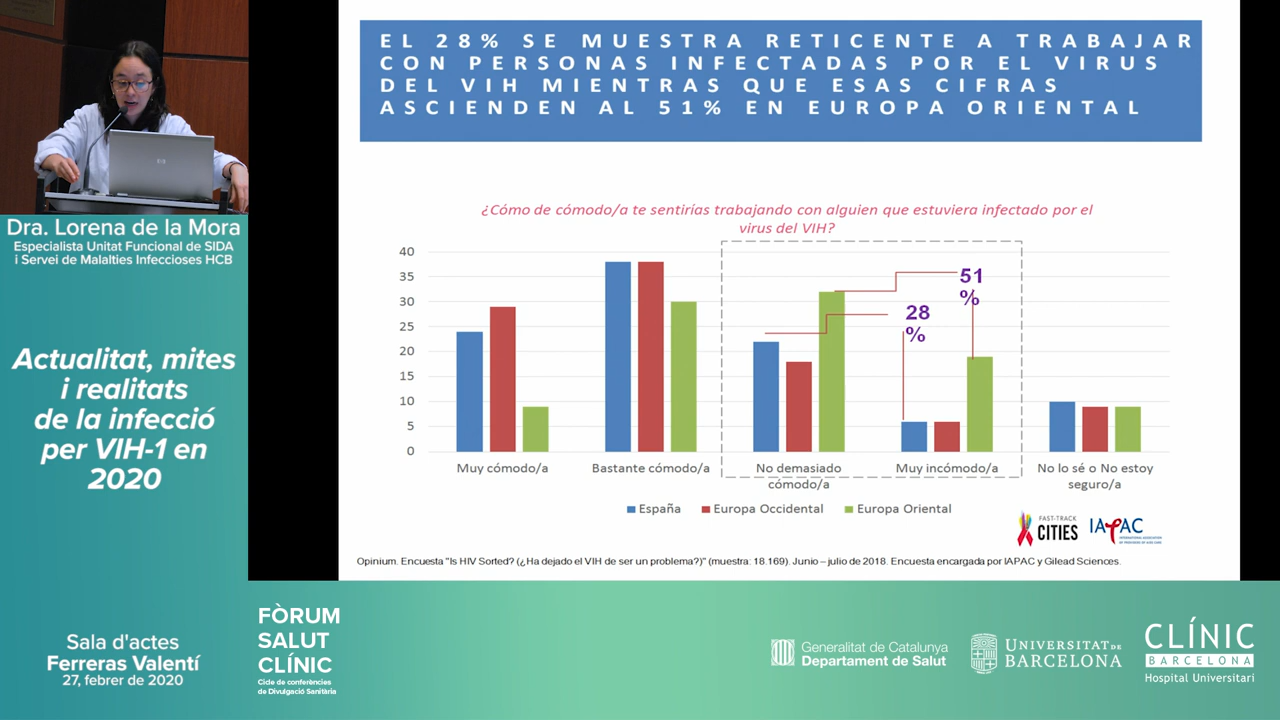 EL 28% SE MUESTRA RETICENTE A TRABAJAR
CON PERSONAS INFECTADAS POR EL VIRUS
DEL VIH MIENTRAS QUE ESAS CIFRAS
ASCIENDEN AL 51% EN EUROPA ORIENTAL
Dra. Lorena de la Mora
Especialista Unitat Funcional de SIDA
i Servei de Malalties Infeccioses HCB
Actualitat, mites
i realitats
de la infecció
per VIH-1 en
2020
¿Cómo de cómodo/a te sentirías trabajando con alguien que estuviera infectado por el
virus del VIH?
40
35
30
25
20
15
10
5
0
51
%
28
%
Muy cómodo/a
Bastante cómodo/a
No demasiado
cómodo/a
Muy incómodo/a
No lo sé o No estoy
seguro/a
España
Europa Occidental
Europa Oriental
FAST-TRACK
CITIES
IAPAC
INTERNATIONAL ASSOCIATION
OF PROVIDERS OF AIDS CARE
Opinium. Encuesta "Is HIV Sorted? (¿Ha dejado el VIH de ser un problema?)" (muestra: 18.169). Junio – julio de 2018. Encuesta encargada por IAPAC y Gilead Sciences.
Sala d'actes
Ferreras Valentí
27, febrer de 2020
FÒRUM
SALUT
CLÍNIC
Cicle de conferències
de Divulgació Sanitària
Generalitat de Catalunya
Departament de Salut
UNIVERSITAT DE
BARCELONA
CLÍNIC
BARCELONA
Hospital Universitari